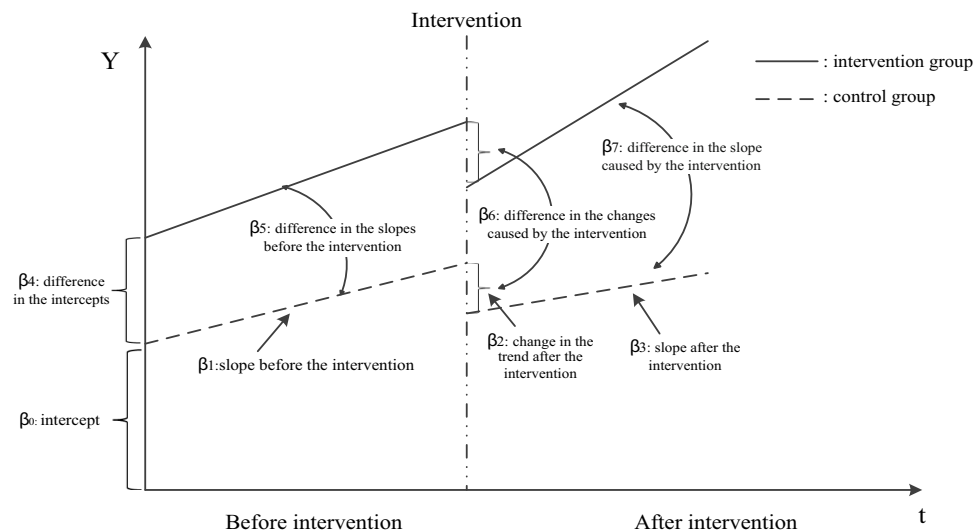 Intervention
Y
: intervention group
: control group
β7: difference in the slope
caused by the intervention
β5: difference in the slopes
before the intervention
β6: difference in the changes
caused by the intervention
β4: difference
in the intercepts
β1:slope before the intervention
β2: change in the
trend after the
intervention
β3: slope after the
intervention
β0: intercept
Before intervention
After intervention
t